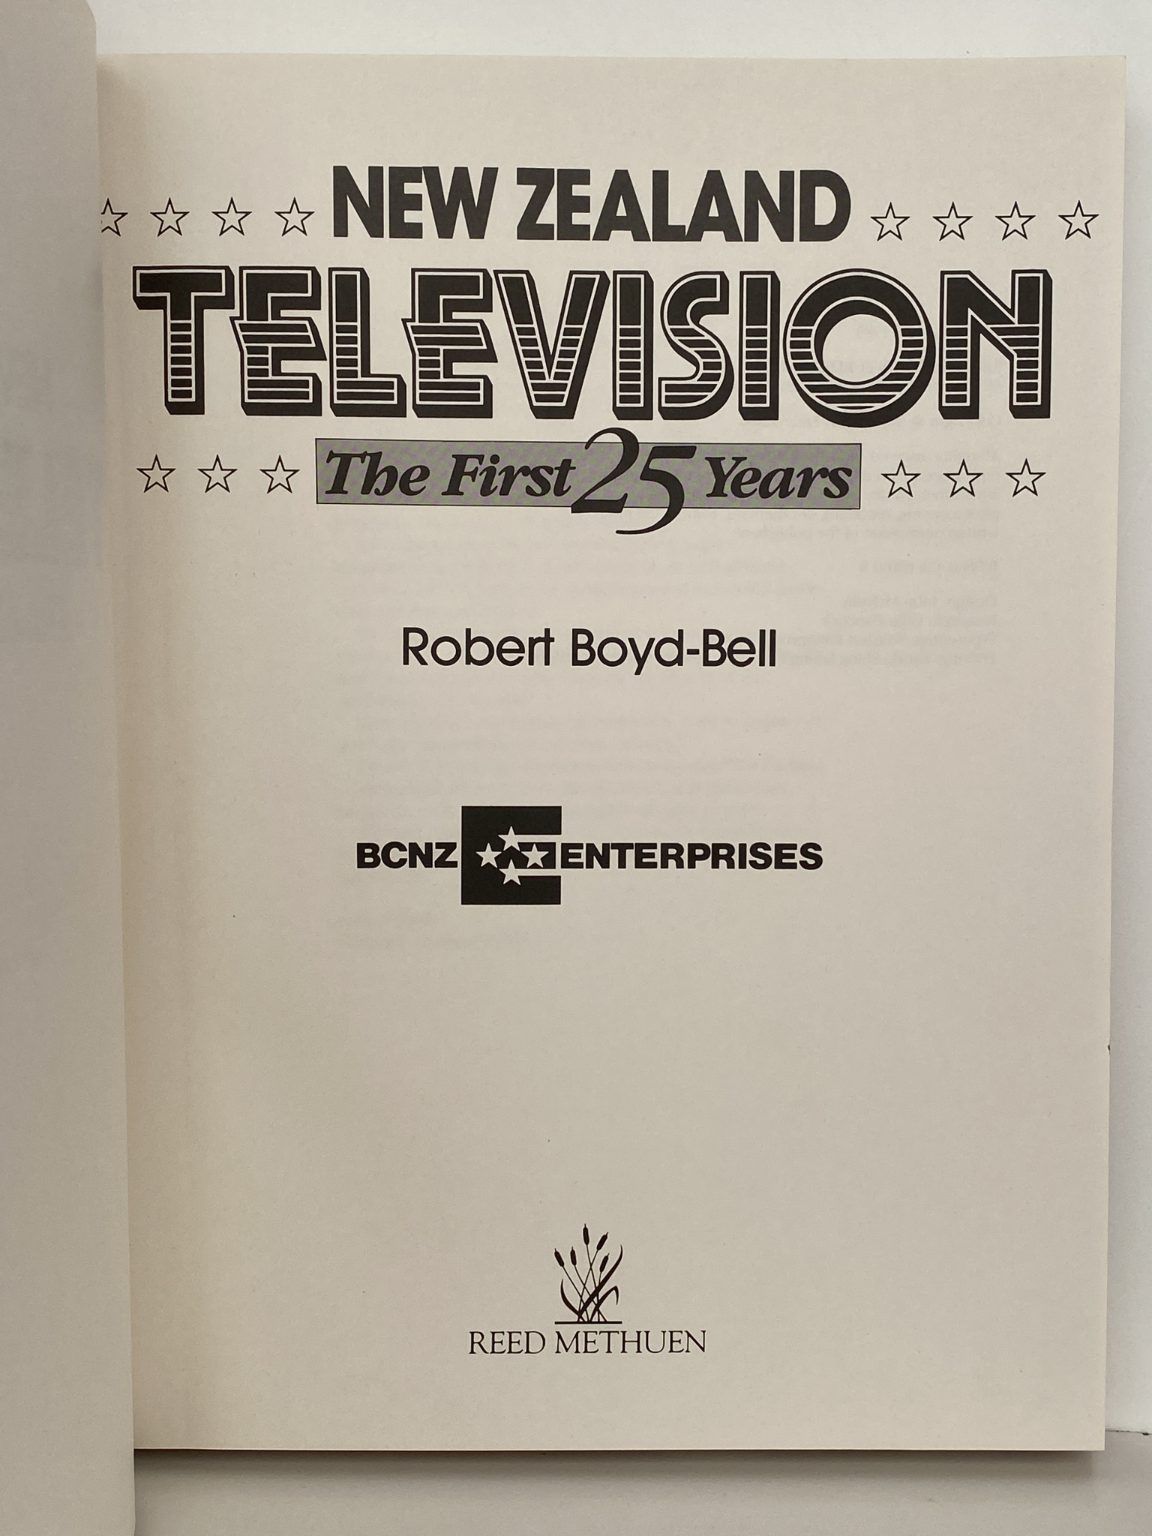 NEW ZEALAND
TELEVISION
The First 25 Years
Robert Boyd-Bell
BCNZ ENTERPRISES
REED METHUEN